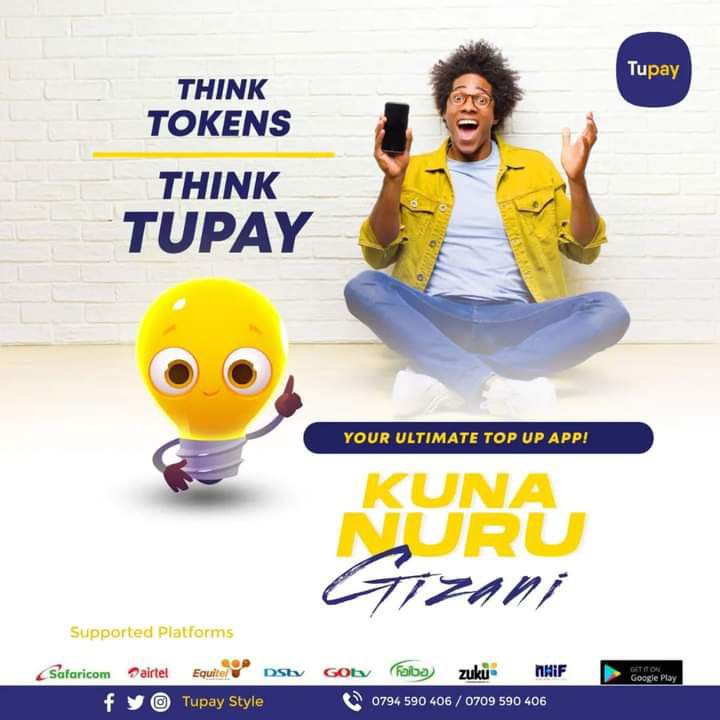 THINK
TOKENS
THINK
TUPAY
Tupay
YOUR ULTIMATE TOP UP APP!
KUNA
NURU
Gizani
Supported Platforms
Safaricom airtel Equitel DStv GOtv faiba zuku NHIF GET IT ON Google Play
Tupay Style 0794 590 406 / 0709 590 406